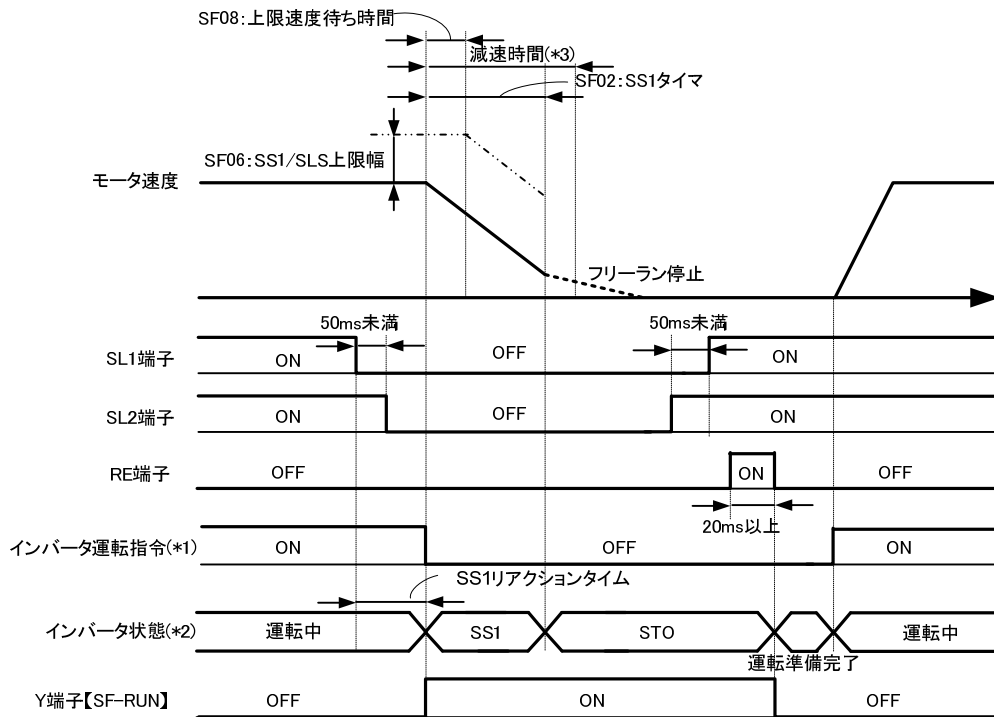 SF08：上限速度待ち時間
減速時間(*3)
SF02：SS1タイマ
SF06：SS1/SLS上限幅
モータ速度
フリーラン停止
50ms未満
50ms未満
SL1端子
ON
OFF
ON
SL2端子
ON
OFF
ON
RE端子
OFF
ON
OFF
20ms以上
インバータ運転指令(*1)
ON
OFF
ON
SS1リアクションタイム
インバータ状態(*2)
運転中
SS1
STO
運転準備完了
運転中
Y端子【SF-RUN】
OFF
ON
OFF